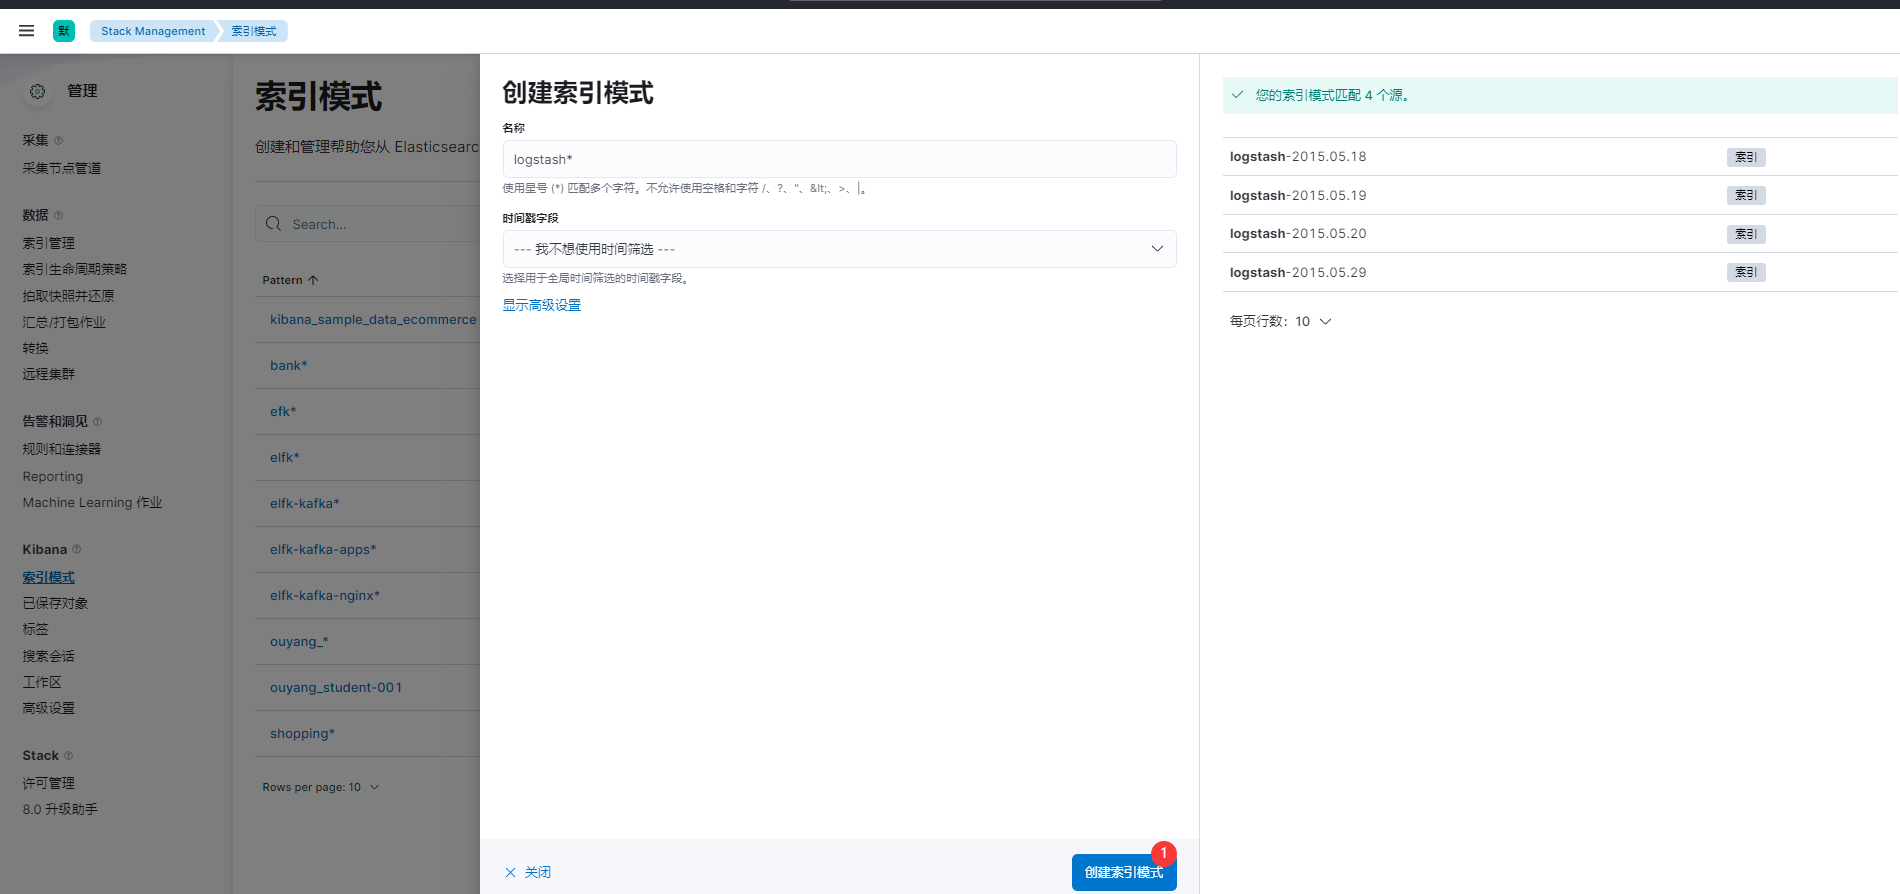 默
Stack Management
索引模式
管理
采集
采集节点管道
数据
索引管理
索引生命周期策略
拍取快照并还原
汇总/打包作业
转换
远程集群
告警和洞见
规则和连接器
Reporting
Machine Learning 作业
Kibana
索引模式
已保存对象
标签
搜索会话
工作区
高级设置
Stack
许可管理
8.0 升级助手
索引模式
创建和管理帮助您从 Elasticsearc
Search...
Pattern
kibana_sample_data_ecommerce
bank*
efk*
elfk*
elfk-kafka*
elfk-kafka-apps*
elfk-kafka-nginx*
ouyang_*
ouyang_student-001
shopping*
Rows per page: 10
创建索引模式
名称
logstash*
使用星号 (*) 匹配多个字符。不允许使用空格和字符 /、?、"、&lt;、>、|。
时间戳字段
--- 我不想使用时间筛选 ---
选择用于全局时间筛选的时间戳字段。
显示高级设置
关闭
创建索引模式
1
您的索引模式匹配 4 个源。
logstash-2015.05.18 索引
logstash-2015.05.19 索引
logstash-2015.05.20 索引
logstash-2015.05.29 索引
每页行数: 10